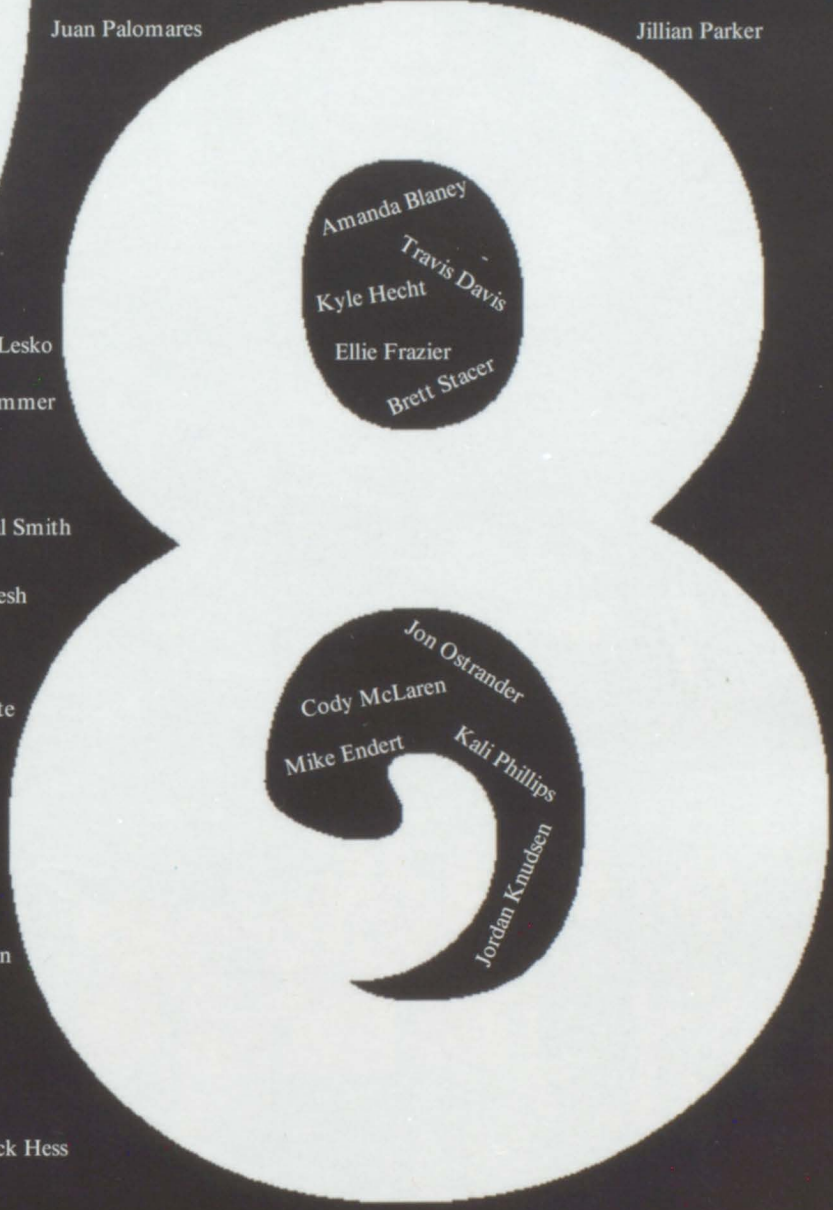 Juan Palomares
Jillian Parker
Amanda Blaney
Travis Davis
Kyle Hecht
Lesko
Ellie Frazier
Brett Stacer
Smith
Jon Ostrander
Cody McLaren
Mike Endert
Kali Phillips
Jordan Knudsen
Hess
8